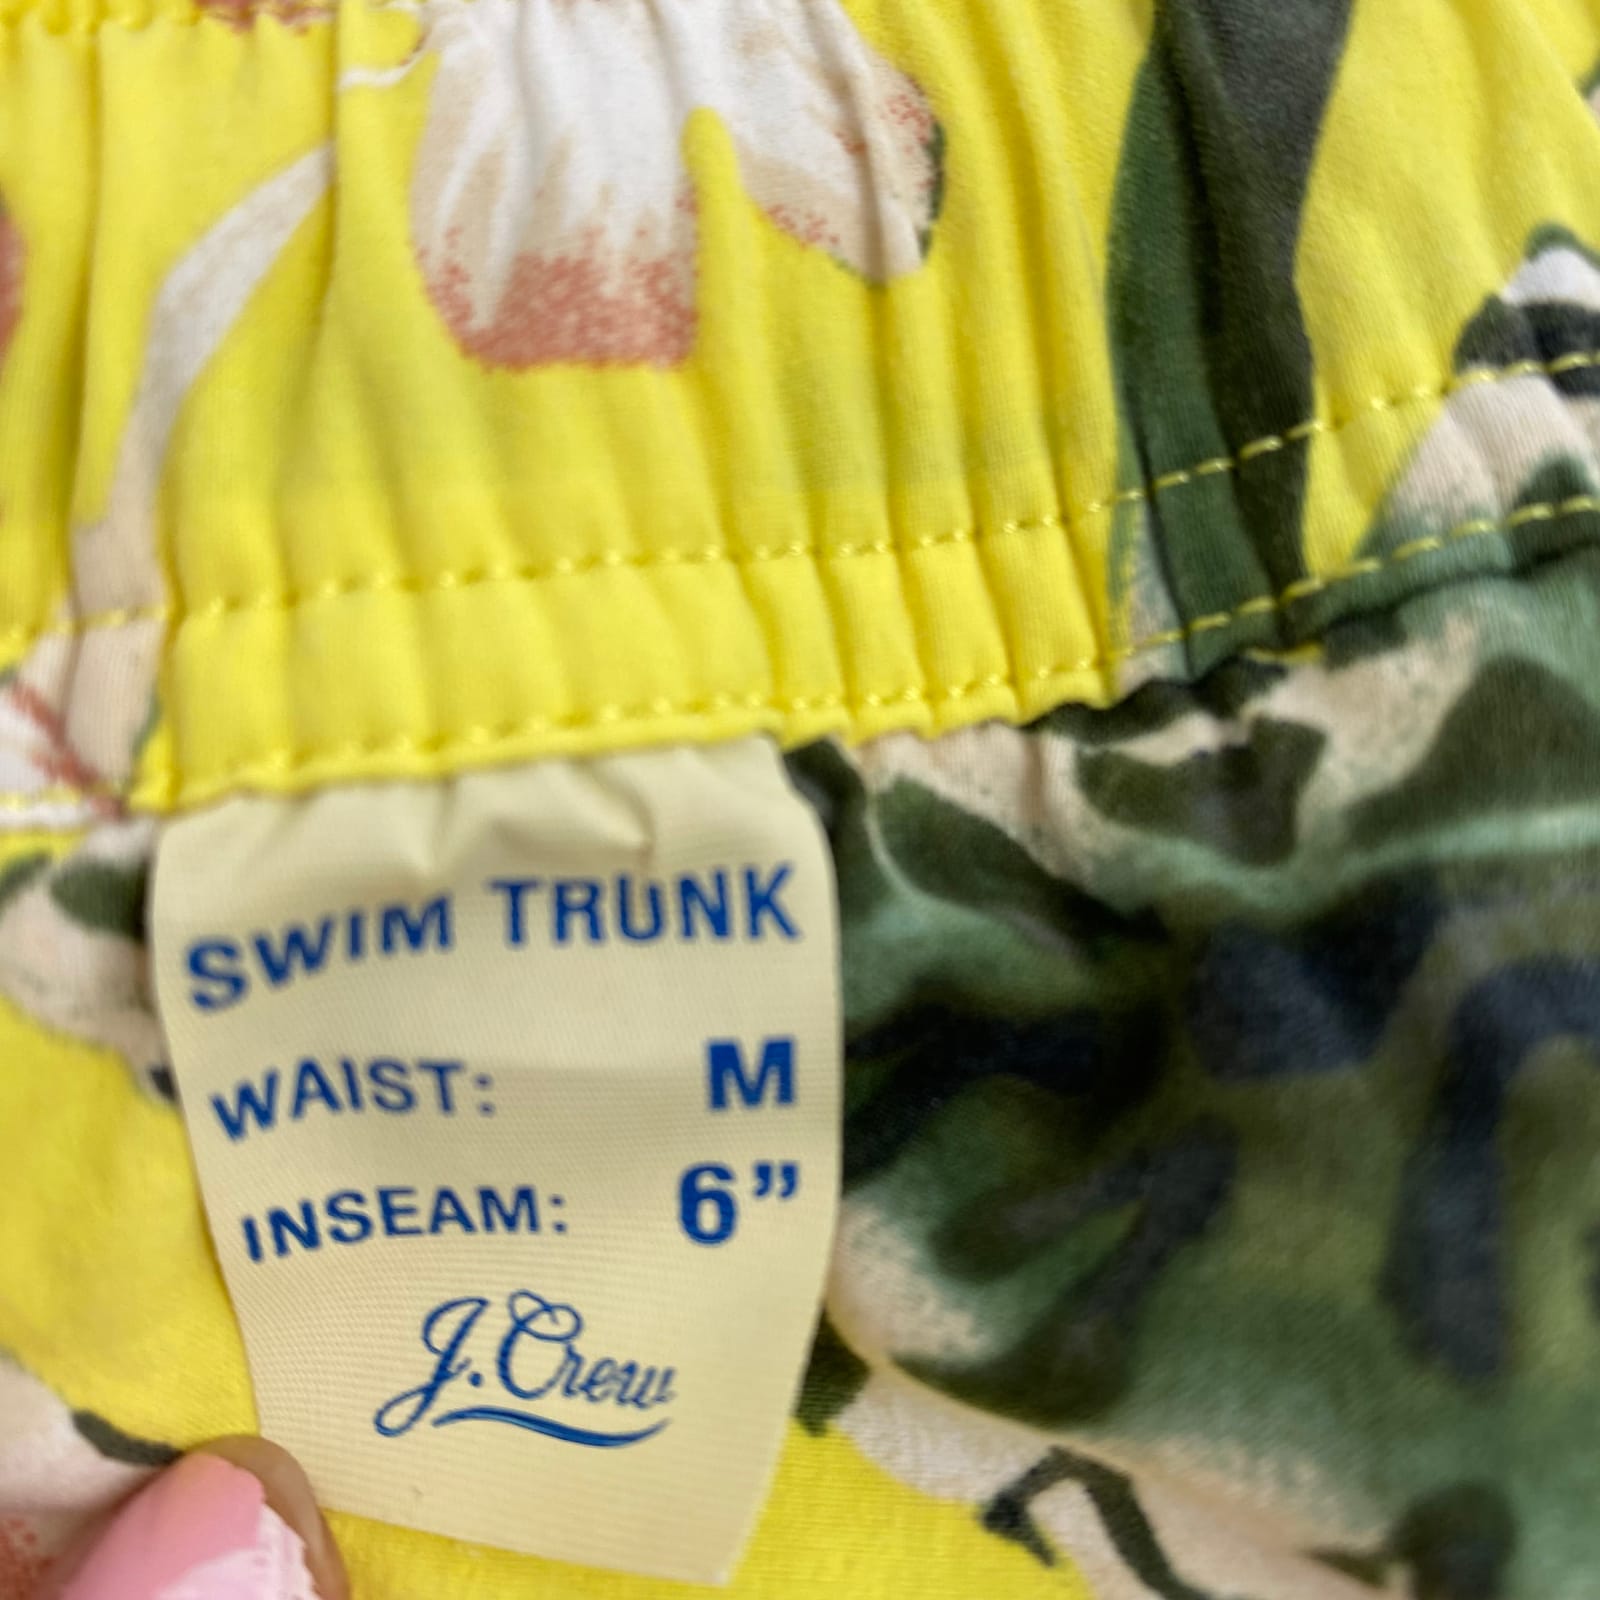 SWIM TRUNK
WAIST: M
INSEAM: 6”
J.Crew